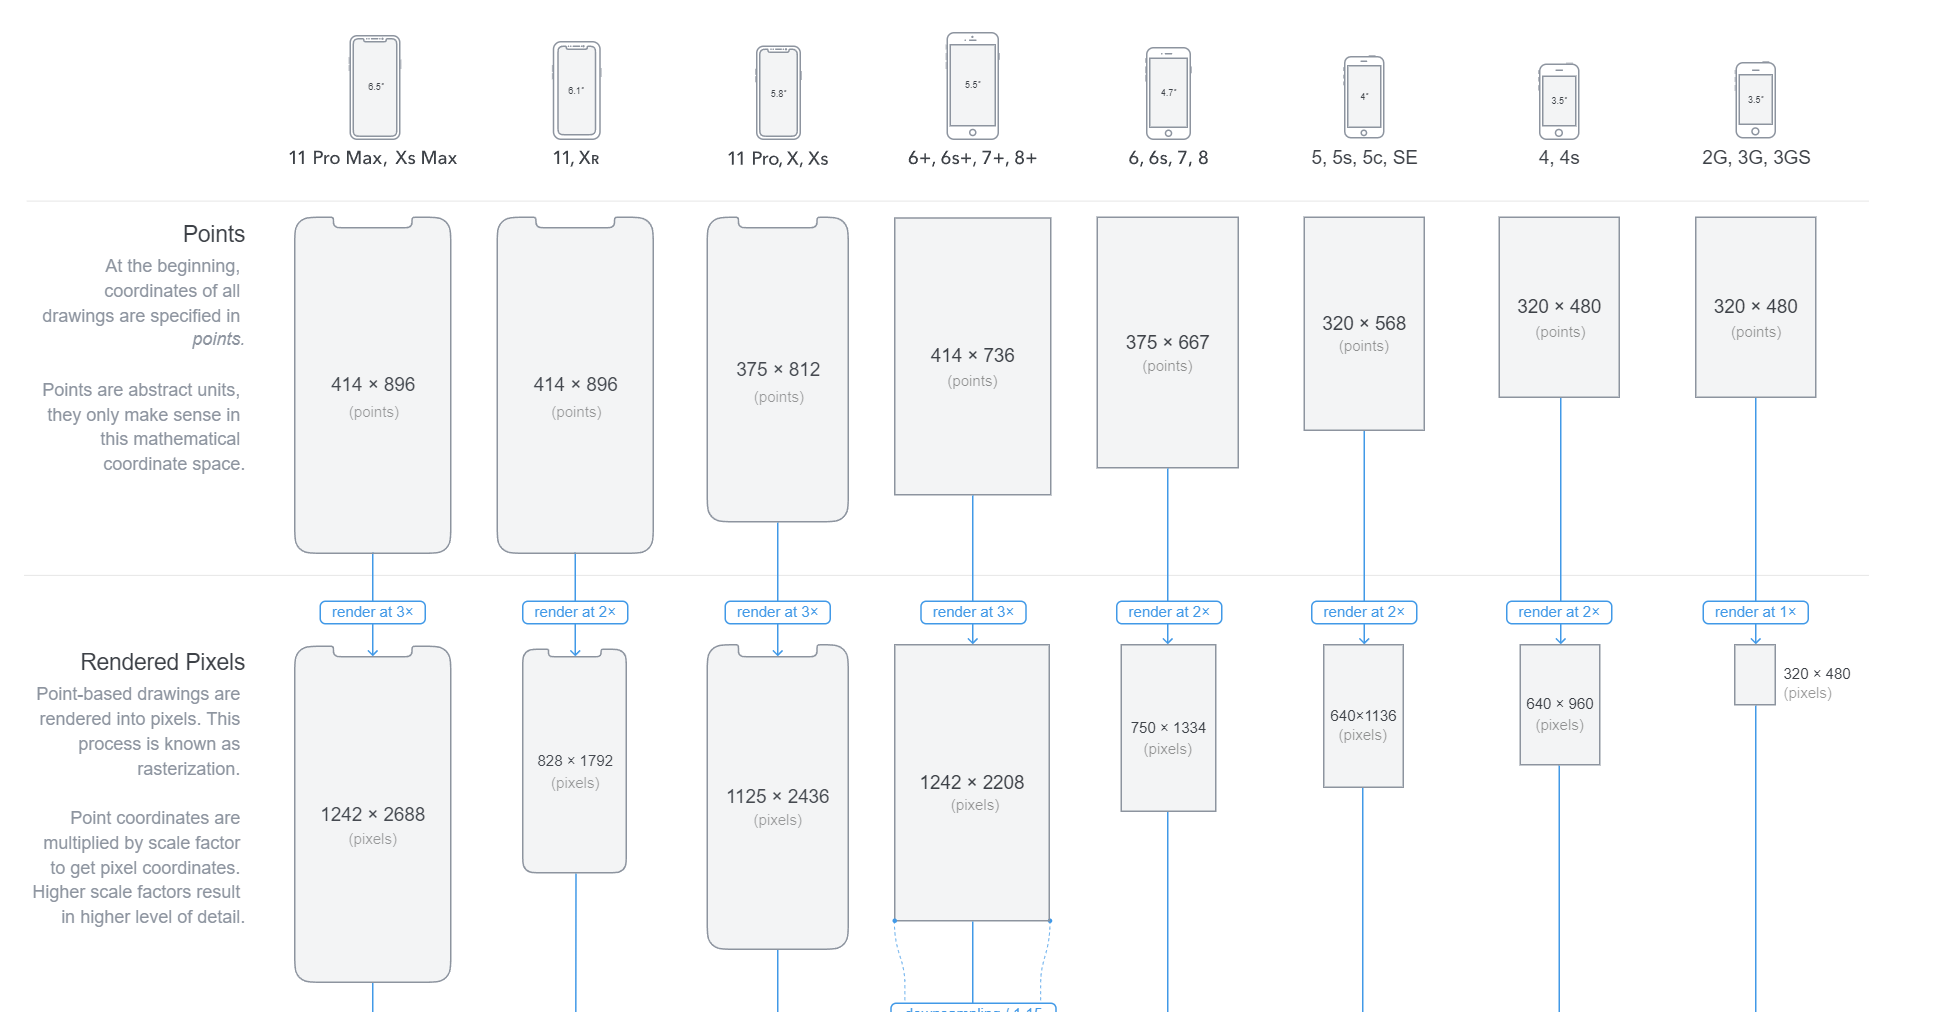 6.5"
6.1"
5.8"
5.5"
4.7"
4"
3.5"
3.5"
11 Pro Max, Xs Max
11, XR
11 Pro, X, Xs
6+, 6s+, 7+, 8+
6, 6s, 7, 8
5, 5s, 5c, SE
4, 4s
2G, 3G, 3GS
Points
At the beginning,
coordinates of all
drawings are specified in
points.
Points are abstract units,
they only make sense in
this mathematical
coordinate space.
414 × 896
(points)
414 × 896
(points)
375 × 812
(points)
414 × 736
(points)
375 × 667
(points)
320 × 568
(points)
320 × 480
(points)
320 × 480
(points)
render at 3×
render at 2×
render at 3×
render at 3×
render at 2×
render at 2×
render at 2×
render at 1×
Rendered Pixels
Point-based drawings are
rendered into pixels. This
process is known as
rasterization.
Point coordinates are
multiplied by scale factor
to get pixel coordinates.
Higher scale factors result
in higher level of detail.
1242 × 2688
(pixels)
828 × 1792
(pixels)
1125 × 2436
(pixels)
1242 × 2208
(pixels)
750 × 1334
(pixels)
640×1136
(pixels)
640 × 960
(pixels)
320 × 480
(pixels)
downsampling / 1.15